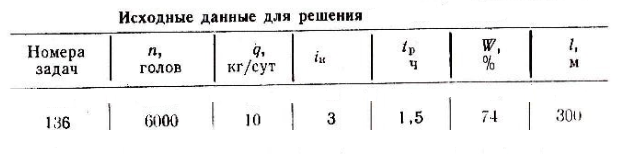 Исходные данные для решения
Номера задач n, голов q, кг/сут iн tр ч W, % l, м
136 6000 10 3 1,5 74 300